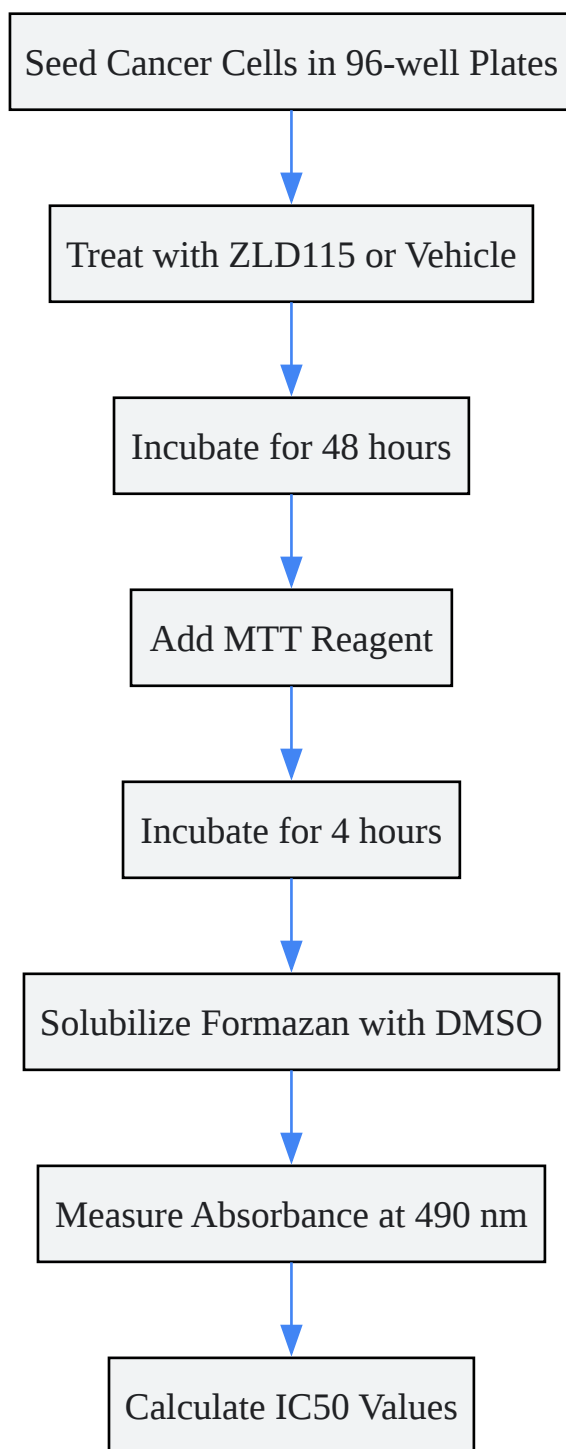 Seed Cancer Cells in 96-well Plates
Treat with ZLD115 or Vehicle
Incubate for 48 hours
Add MTT Reagent
Incubate for 4 hours
Solubilize Formazan with DMSO
Measure Absorbance at 490 nm
Calculate IC50 Values